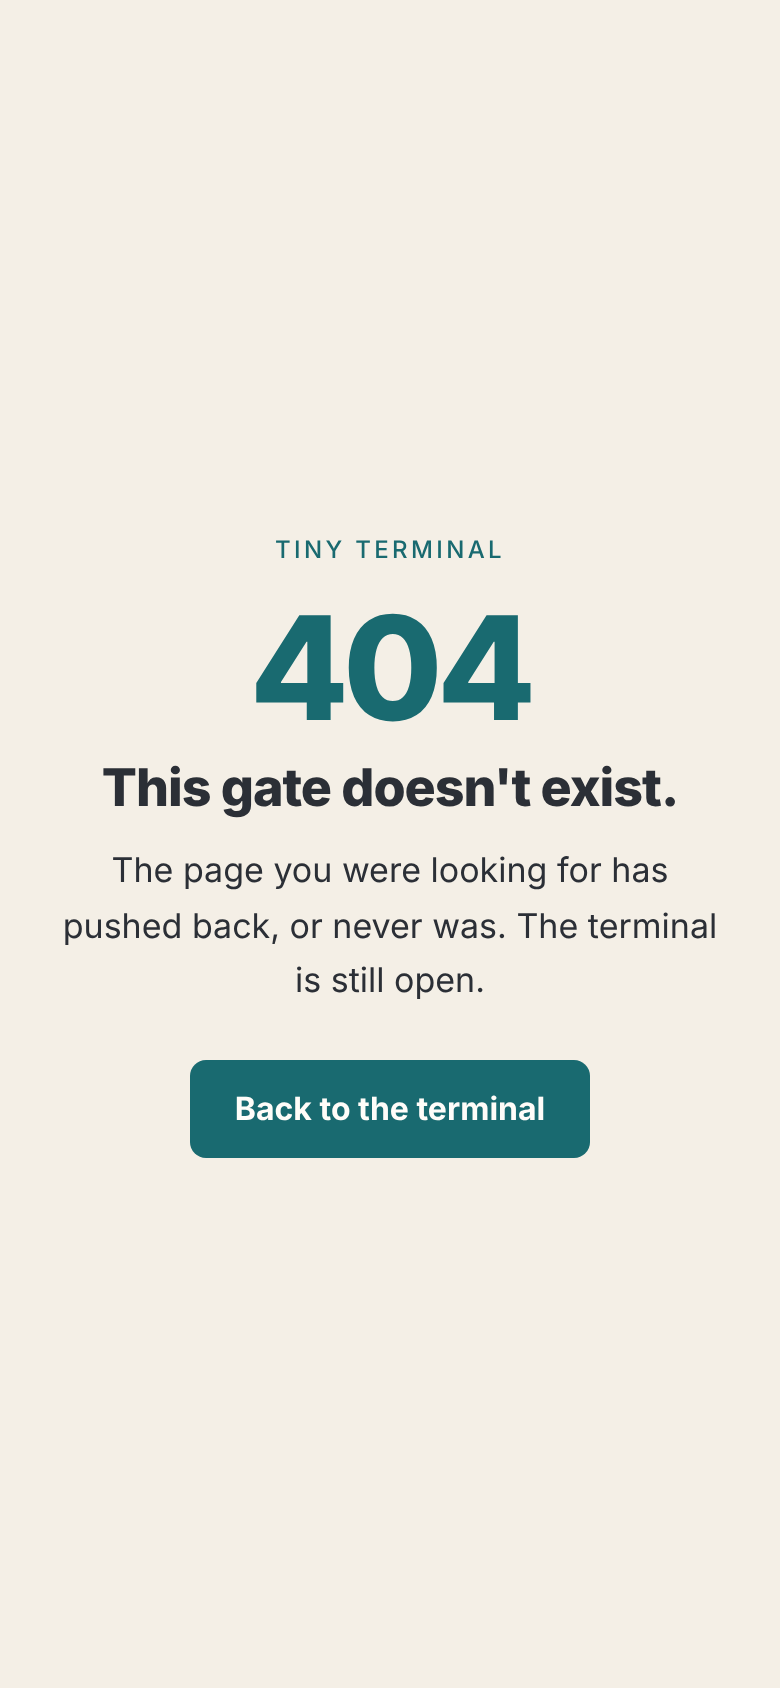 TINY TERMINAL
404
This gate doesn't exist.
The page you were looking for has
pushed back, or never was. The terminal
is still open.
Back to the terminal